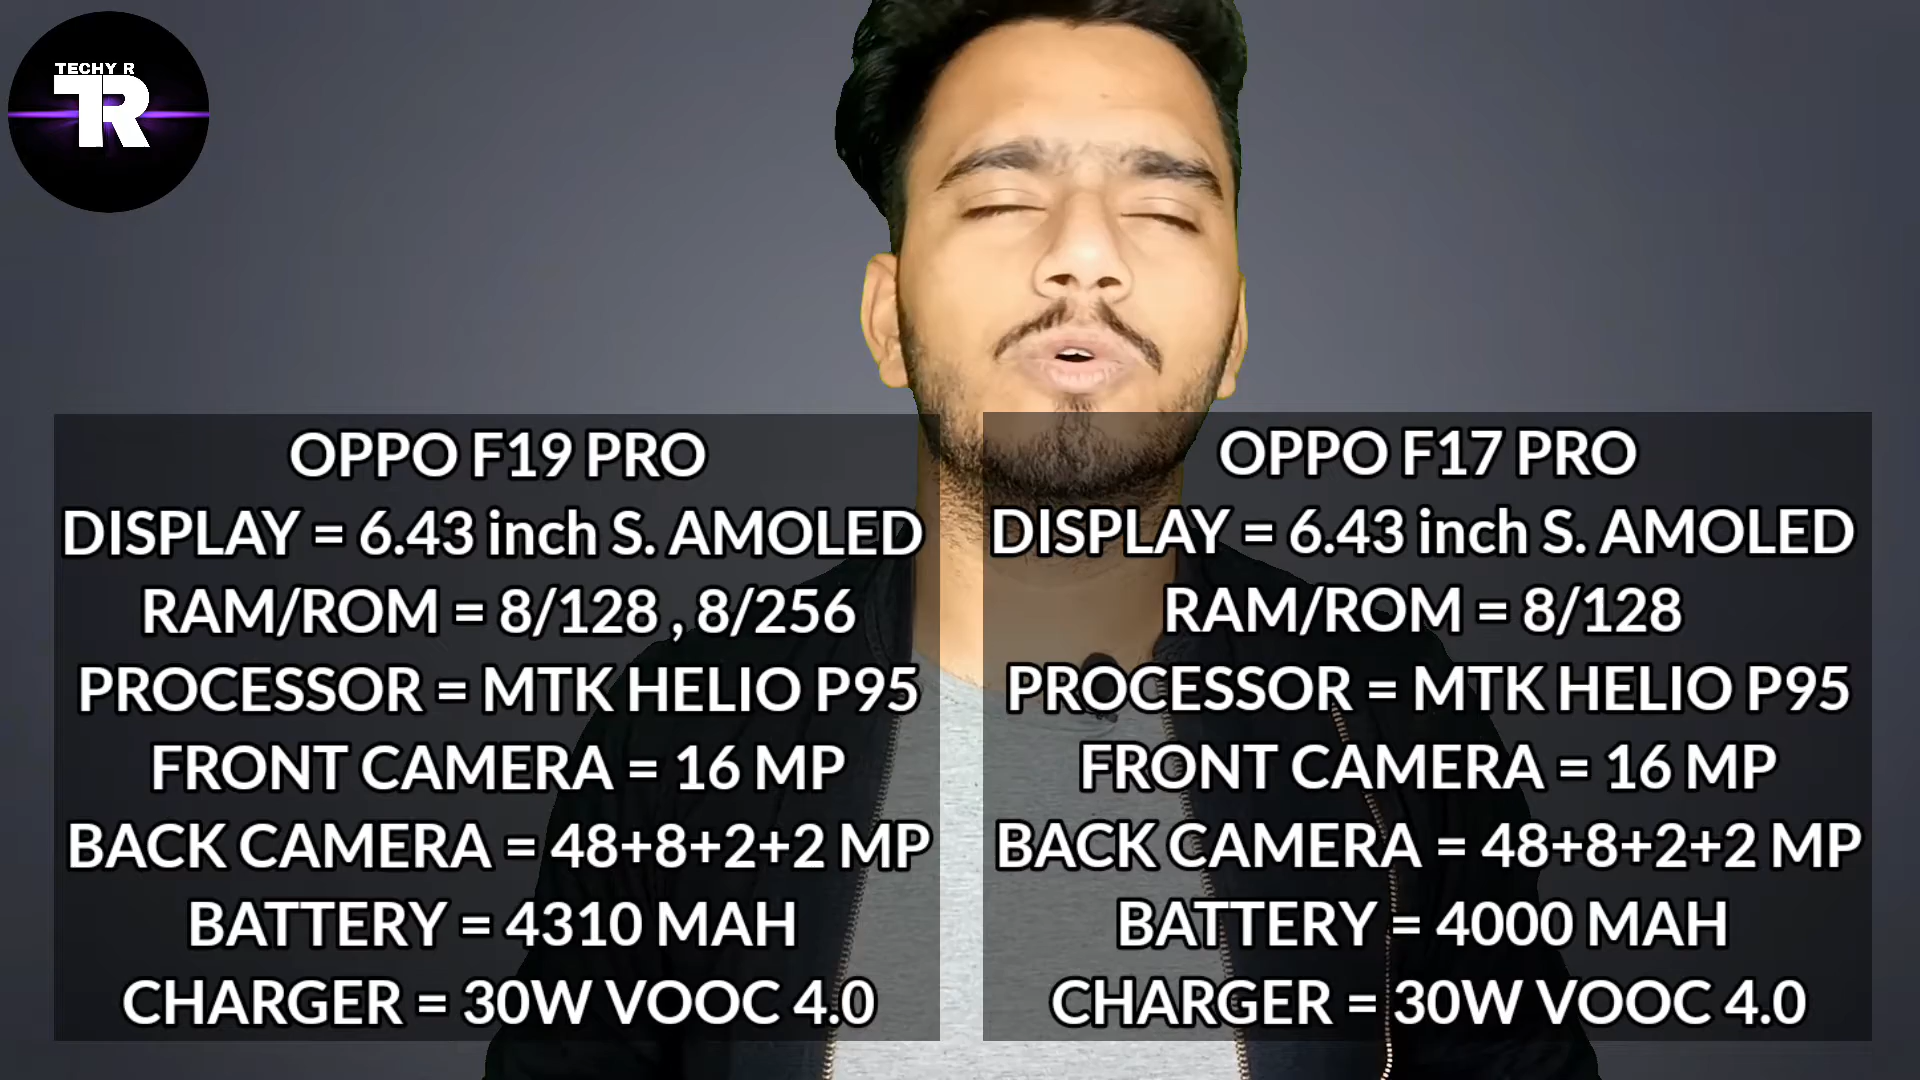 TECHY R
TR
OPPO F19 PRO
DISPLAY = 6.43 inch S. AMOLED
RAM/ROM = 8/128 , 8/256
PROCESSOR = MTK HELIO P95
FRONT CAMERA = 16 MP
BACK CAMERA = 48+8+2+2 MP
BATTERY = 4310 MAH
CHARGER = 30W VOOC 4.0
OPPO F17 PRO
DISPLAY = 6.43 inch S. AMOLED
RAM/ROM = 8/128
PROCESSOR = MTK HELIO P95
FRONT CAMERA = 16 MP
BACK CAMERA = 48+8+2+2 MP
BATTERY = 4000 MAH
CHARGER = 30W VOOC 4.0